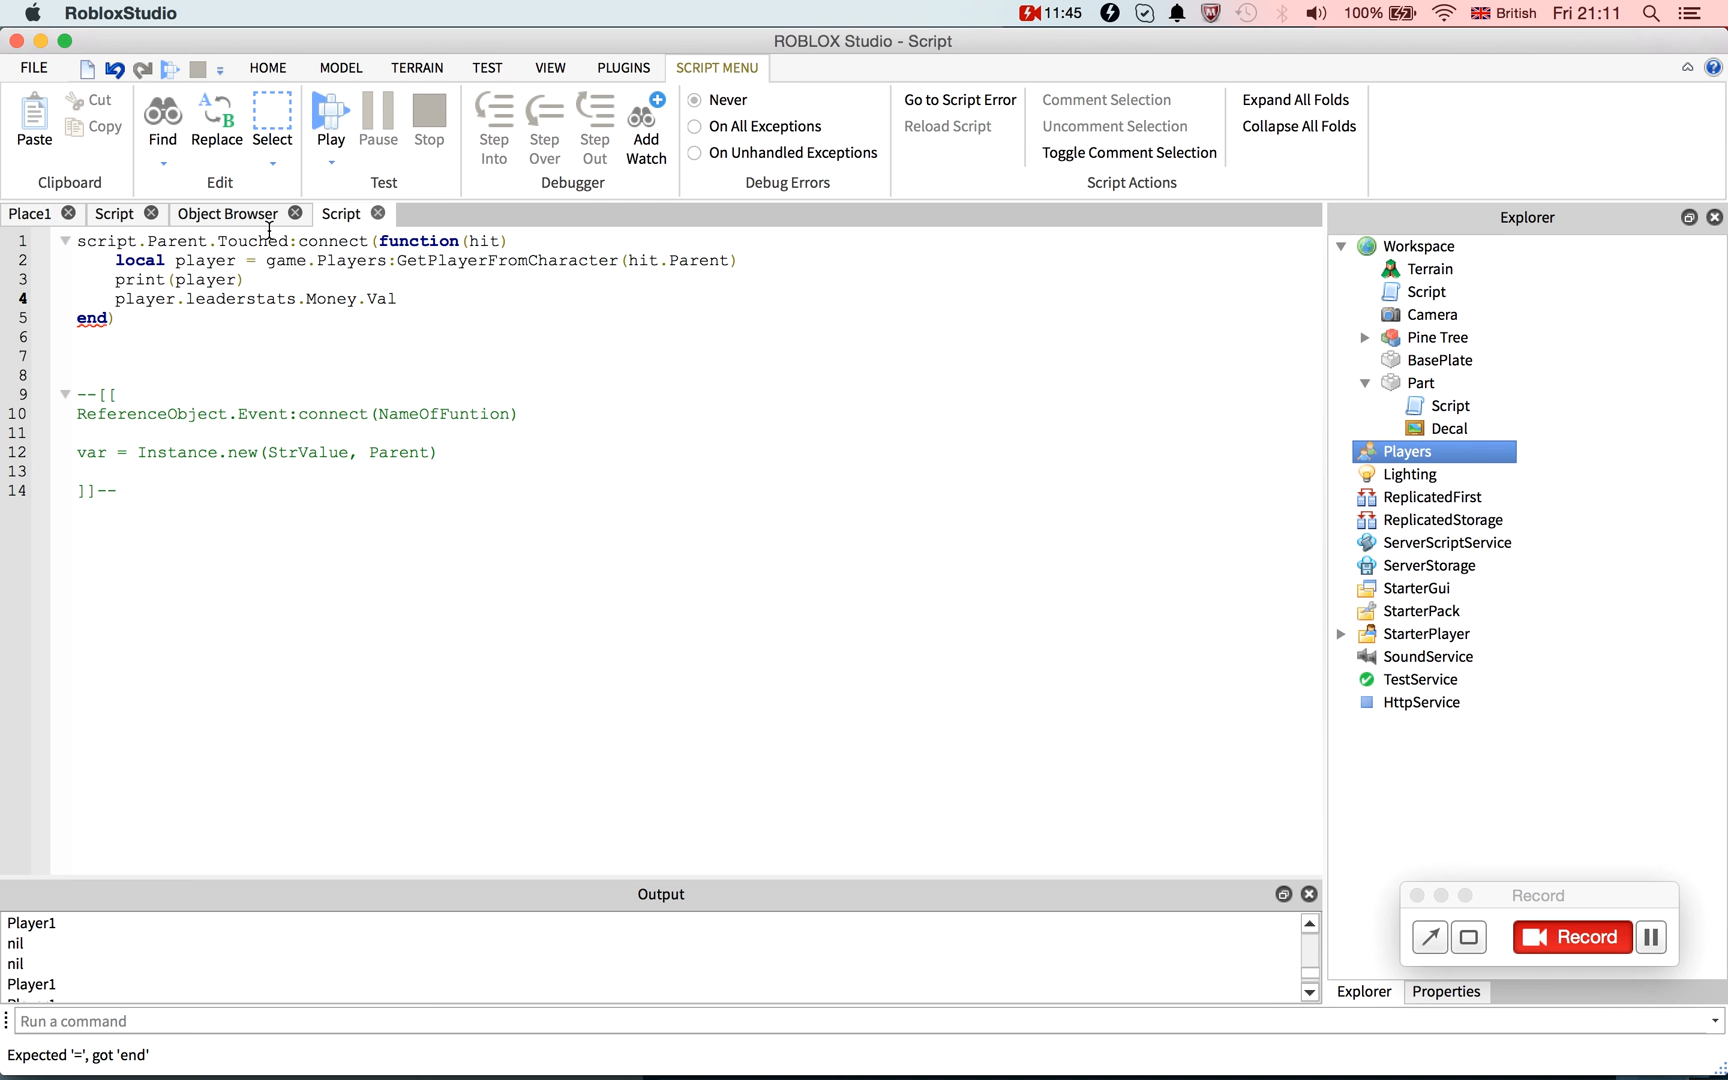 RobloxStudio
11:45
100%
British
Fri 21:11
ROBLOX Studio - Script
FILE
HOME
MODEL
TERRAIN
TEST
VIEW
PLUGINS
SCRIPT MENU
Paste
Cut
Copy
Clipboard
Find
Replace
Select
Edit
Play
Pause
Stop
Test
Step Into
Step Over
Step Out
Add Watch
Debugger
Never
On All Exceptions
On Unhandled Exceptions
Debug Errors
Go to Script Error
Reload Script
Comment Selection
Uncomment Selection
Toggle Comment Selection
Script Actions
Expand All Folds
Collapse All Folds
Place1
Script
Object Browser
Script
1 script.Parent.Touched:connect(function(hit)
2 local player = game.Players:GetPlayerFromCharacter(hit.Parent)
3 print(player)
4 player.leaderstats.Money.Val
5 end)
6
7
8
9 --[[
10 ReferenceObject.Event:connect(NameOfFuntion)
11
12 var = Instance.new(StrValue, Parent)
13
14 ]]--
Explorer
Workspace
Terrain
Script
Camera
Pine Tree
BasePlate
Part
Script
Decal
Players
Lighting
ReplicatedFirst
ReplicatedStorage
ServerScriptService
ServerStorage
StarterGui
StarterPack
StarterPlayer
SoundService
TestService
HttpService
Record
Record
Explorer
Properties
Output
Player1
nil
nil
Player1
Run a command
Expected '=', got 'end'